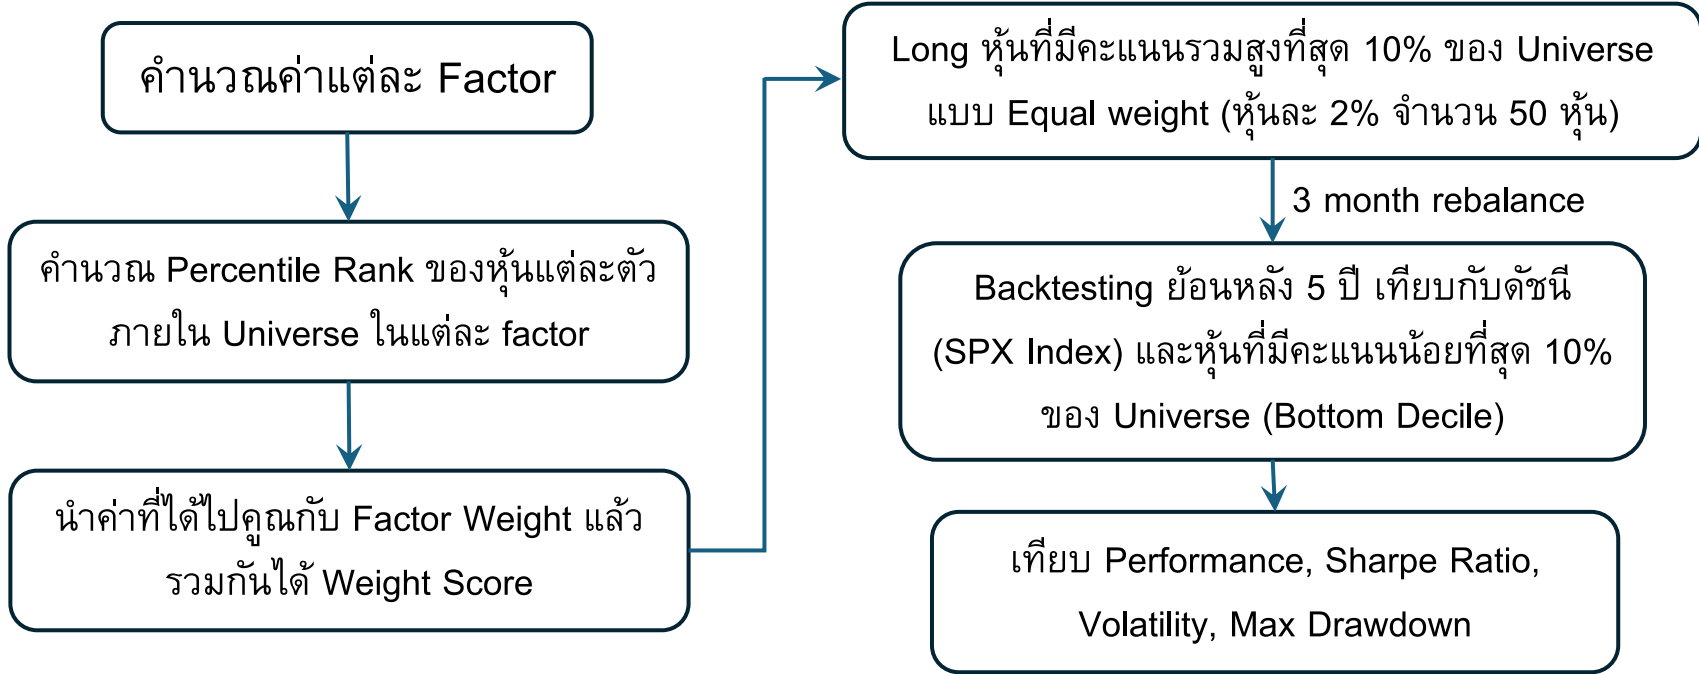 คำนวณค่าแต่ละ Factor
คำนวณ Percentile Rank ของหุ้นแต่ละตัว
ภายใน Universe ในแต่ละ factor
นำค่าที่ได้ไปคูณกับ Factor Weight แล้ว
รวมกันได้ Weight Score
Long หุ้นที่มีคะแนนรวมสูงที่สุด 10% ของ Universe
แบบ Equal weight (หุ้นละ 2% จำนวน 50 หุ้น)
3 month rebalance
Backtesting ย้อนหลัง 5 ปี เทียบกับดัชนี
(SPX Index) และหุ้นที่มีคะแนนน้อยที่สุด 10%
ของ Universe (Bottom Decile)
เทียบ Performance, Sharpe Ratio,
Volatility, Max Drawdown